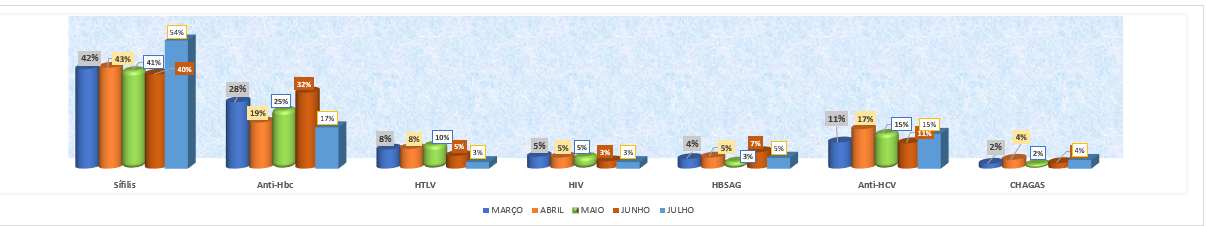 54%
42% 43% 41% 40%
28% 19% 25% 32% 17%
8% 8% 10% 5% 3%
5% 5% 5% 3% 3%
4% 5% 3% 7% 5%
11% 17% 15% 11% 15%
2% 4% 2% 4%
Sífilis Anti-Hbc HTLV HIV HBSAG Anti-HCV CHAGAS
MARÇO ABRIL MAIO JUNHO JULHO